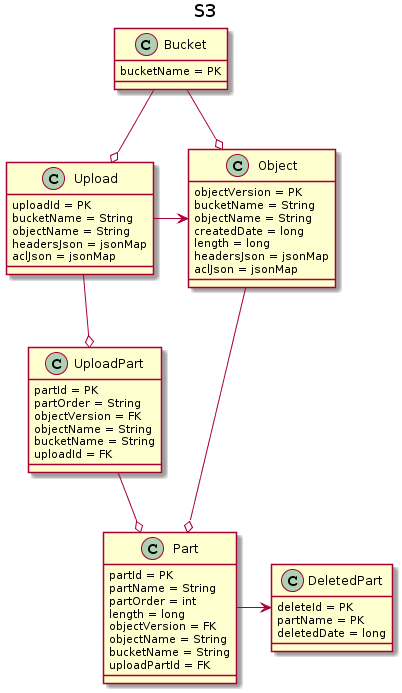 S3
C Bucket
bucketName = PK
C Upload
uploadId = PK
bucketName = String
objectName = String
headersJson = jsonMap
aclJson = jsonMap
C Object
objectVersion = PK
bucketName = String
objectName = String
createdDate = long
length = long
headersJson = jsonMap
aclJson = jsonMap
C UploadPart
partId = PK
partOrder = String
objectVersion = FK
objectName = String
bucketName = String
uploadId = FK
C Part
partId = PK
partName = String
partOrder = int
length = long
objectVersion = FK
objectName = String
bucketName = String
uploadPartId = FK
C DeletedPart
deleteId = PK
partName = PK
deletedDate = long